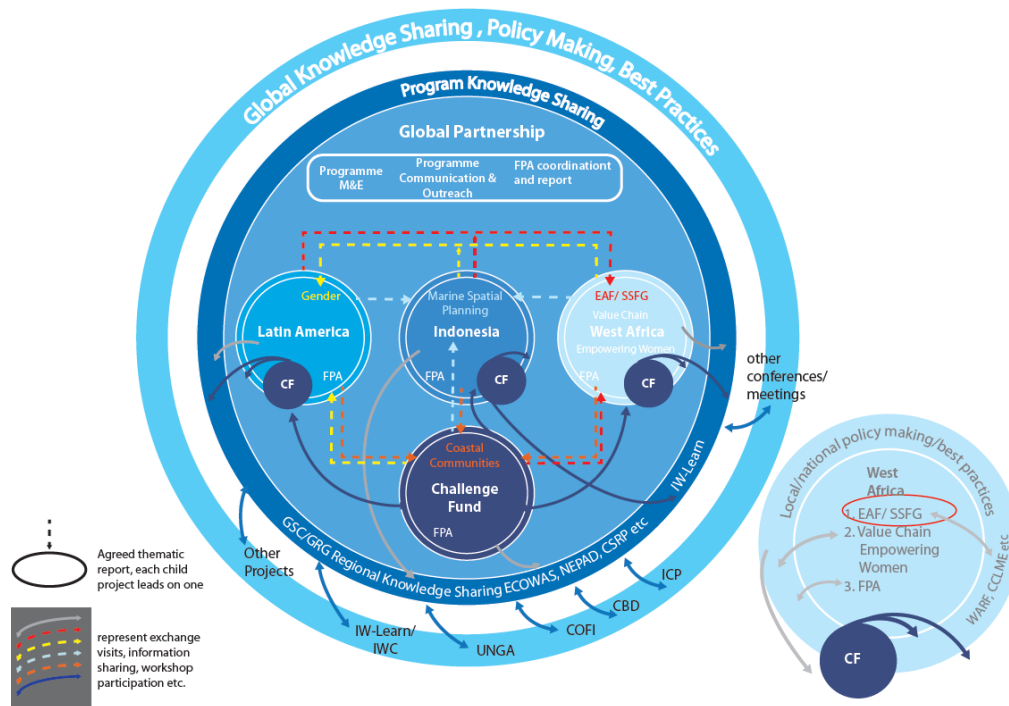 Global Knowledge Sharing , Policy Making, Best Practices
Program Knowledge Sharing
Global Partnership
Programme
M&E
Programme
Communication &
Outreach
FPA coordinationt
and report
Gender
Latin America
FPA
CF
Marine Spatial
Planning
Indonesia
FPA
CF
EAF/ SSFG
Value Chain
West Africa
Empowering Women
FPA
CF
Coastal
Communities
Challenge
Fund
FPA
GSC/GRG Regional Knowledge Sharing ECOWAS, NEPAD, CSRP etc
IW-Learn
other
conferences/
meetings
Other
Projects
IW-Learn/
IWC
UNGA
COFI
CBD
ICP
Agreed thematic
report, each child
project leads on one
represent exchange
visits, information
sharing, workshop
participation etc.
Local/national policy making/best practices
West
Africa
1. EAF/ SSFG
2. Value Chain
Empowering
Women
3. FPA
WARF, CCLME etc
CF